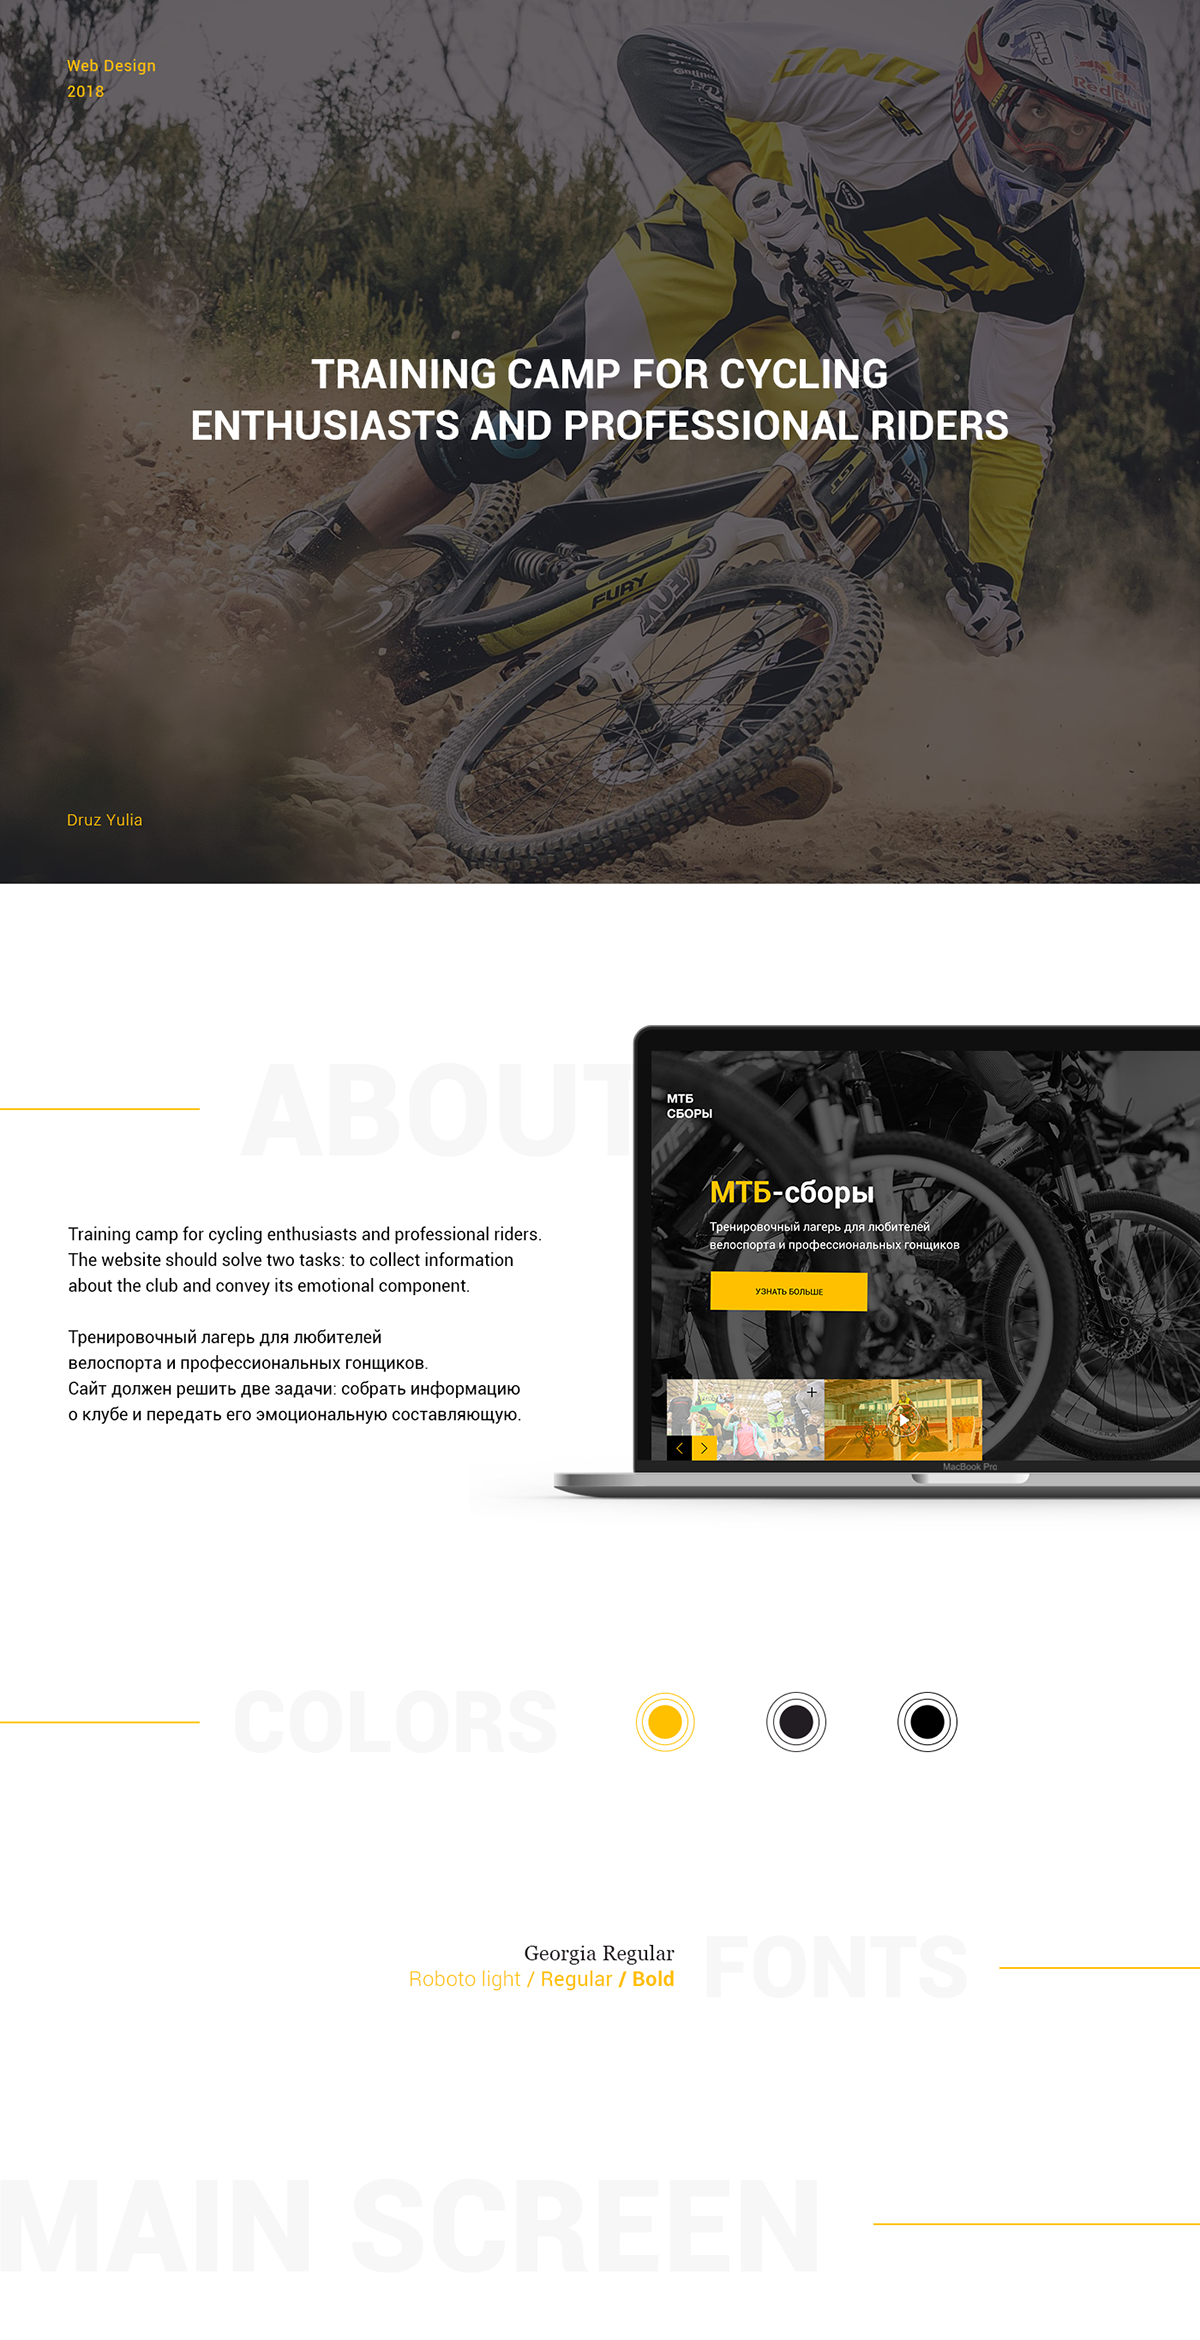 Web Design
2018
ONE
Red Bull
TRAINING CAMP FOR CYCLING
ENTHUSIASTS AND PROFESSIONAL RIDERS
FURY
FOX
Druz Yulia
ABOUT
МТБ
СБОРЫ
МТБ-сборы
Тренировочный лагерь для любителей
велоспорта и профессиональных гонщиков
УЗНАТЬ БОЛЬШЕ
MacBook Pro
Training camp for cycling enthusiasts and professional riders.
The website should solve two tasks: to collect information
about the club and convey its emotional component.
Тренировочный лагерь для любителей
велоспорта и профессиональных гонщиков.
Сайт должен решить две задачи: собрать информацию
о клубе и передать его эмоциональную составляющую.
COLORS
Georgia Regular
Roboto light / Regular / Bold
FONTS
MAIN SCREEN